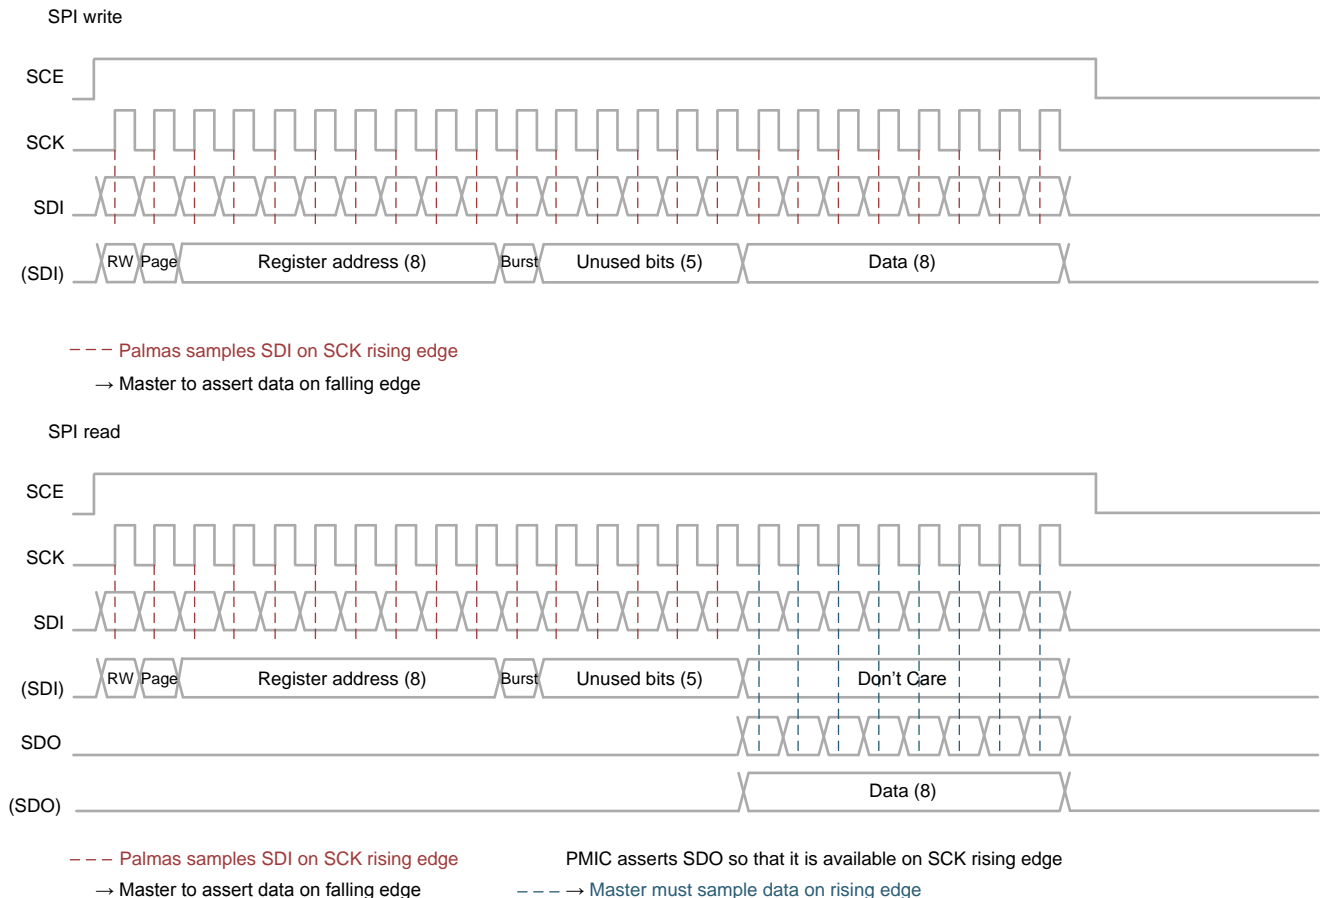 SPI write
SCE
SCK
SDI
(SDI) RW Page Register address (8) Burst Unused bits (5) Data (8)
Palmas samples SDI on SCK rising edge
→ Master to assert data on falling edge
SPI read
SCE
SCK
SDI
(SDI) RW Page Register address (8) Burst Unused bits (5) Don't Care
SDO
(SDO) Data (8)
Palmas samples SDI on SCK rising edge PMIC asserts SDO so that it is available on SCK rising edge
→ Master to assert data on falling edge → Master must sample data on rising edge